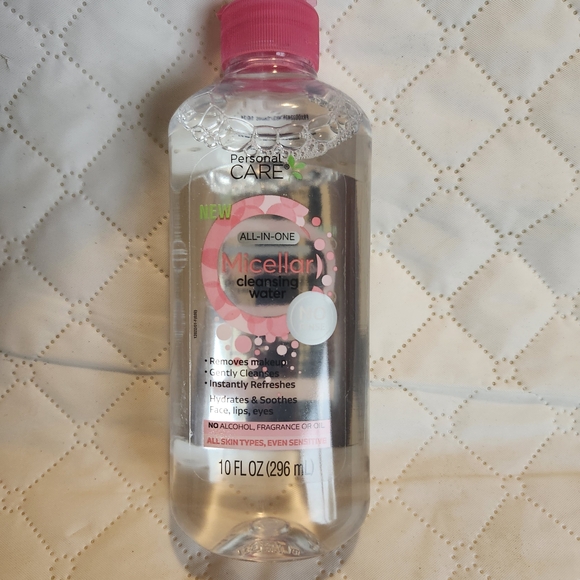 Personal
CARE
NEW
ALL-IN-ONE
Micellar
cleansing
water
• Removes makeup
• Gently Cleanses
• Instantly Refreshes
Hydrates & Soothes
Face, lips, eyes
NO ALCOHOL, FRAGRANCE OR OIL
ALL SKIN TYPES, EVEN SENSITIVE
10 FL OZ (296 mL)